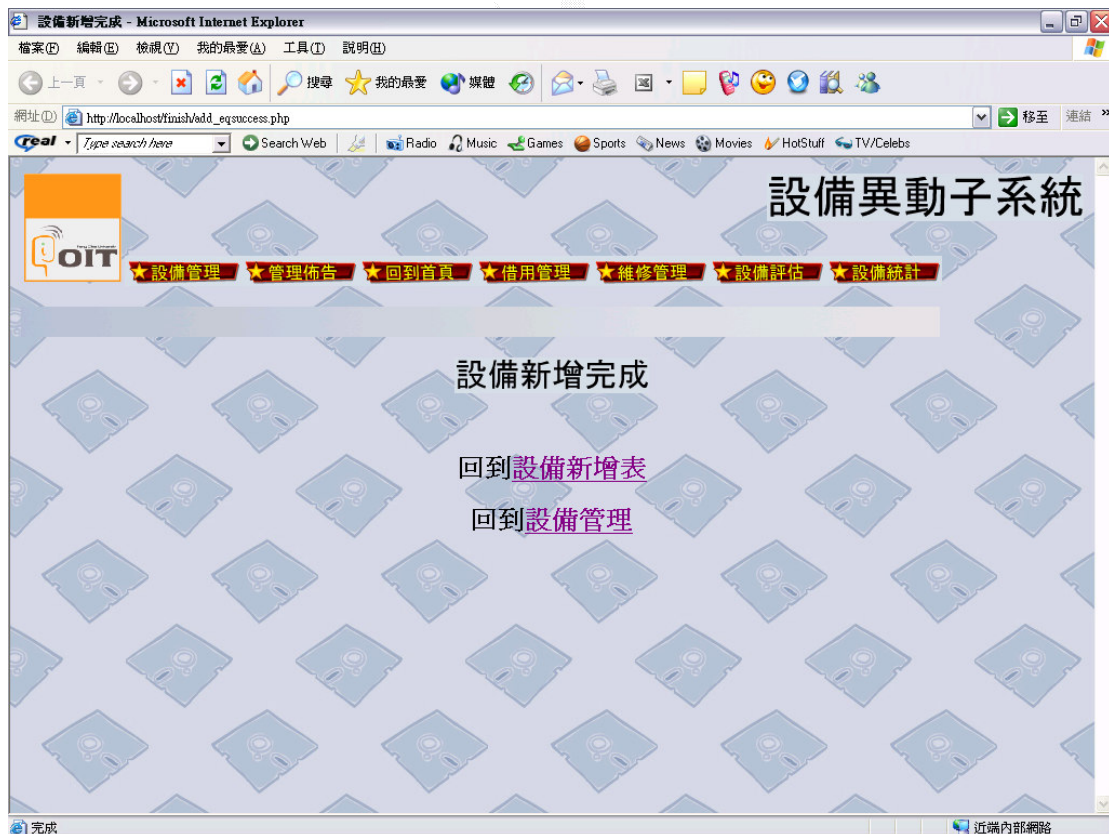 設備新增完成 - Microsoft Internet Explorer
檔案(F) 編輯(E) 檢視(V) 我的最愛(A) 工具(T) 說明(H)
上一頁 搜尋 我的最愛 媒體
網址(D) http://localhost/finish/add_eqsuccess.php 移至 連結 »
real Type search here Search Web Radio Music Games Sports News Movies HotStuff TV/Celebs
設備異動子系統
OIT
★設備管理 ★管理佈告 ★回到首頁 ★借用管理 ★維修管理 ★設備評估 ★設備統計
設備新增完成
回到設備新增表
回到設備管理
完成 近端內部網路